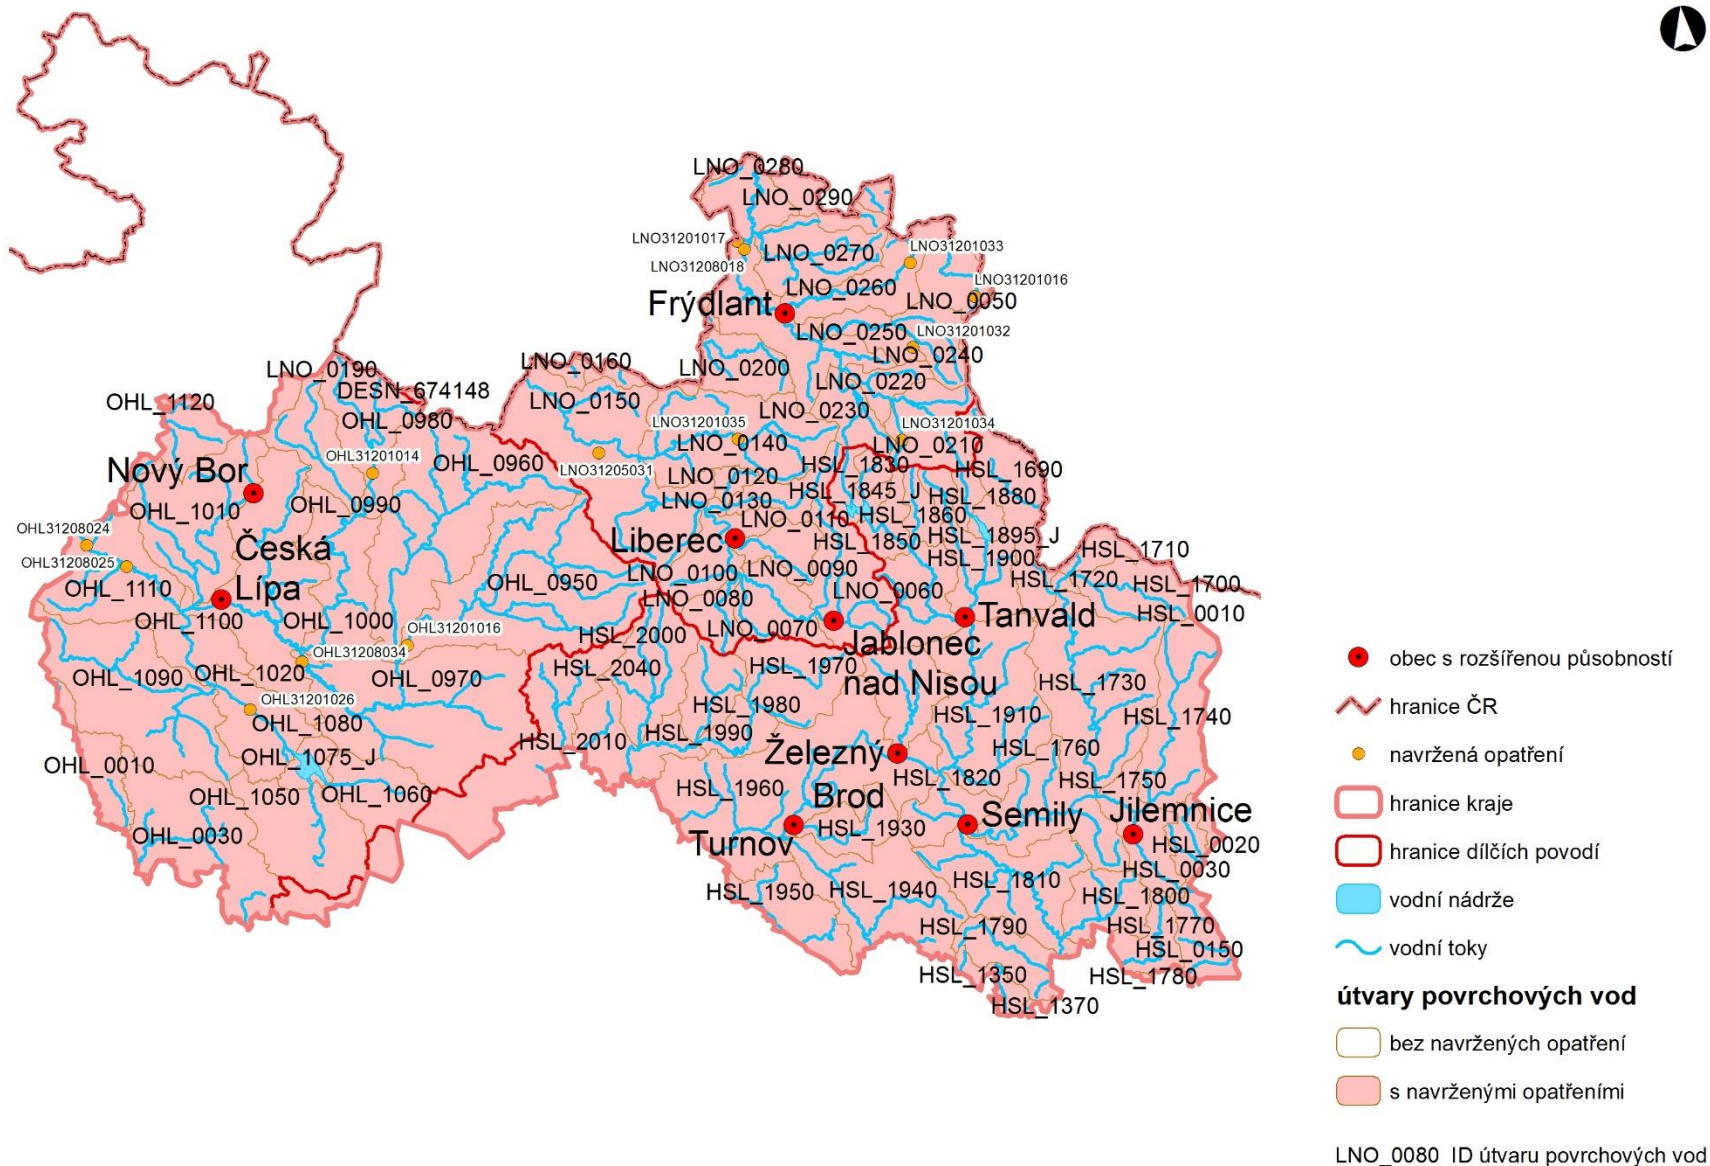 LNO_0280
LNO_0290
LNO31201017
LNO31201033
LNO_0270
LNO31208018
LNO31201016
LNO_0260
LNO_0050
Frýdlant
LNO_0250
LNO31201032
LNO_0240
LNO_0160
LNO_0190
LNO_0200
DESN_674148
LNO_0220
OHL_1120
LNO_0150
LNO_0230
OHL_0980
LNO31201035
LNO31201034
LNO_0140
LNO_0210
OHL31201014
OHL_0960
LNO31205031
HSL_1830
HSL_1690
Nový Bor
LNO_0120
HSL_1845_J
HSL_1880
OHL_1010
OHL_0990
LNO_0130
LNO_0110
HSL_1860
OHL31208024
HSL_1895_J
Liberec
HSL_1850
Česká
Lípa
HSL_1710
OHL31208025
HSL_1900
OHL_1110
OHL_0950
LNO_0100
LNO_0090
HSL_1720
HSL_1700
LNO_0080
LNO_0060
HSL_0010
OHL_1100
OHL_1000
OHL31201016
LNO_0070
Tanvald
HSL_2000
Jablonec
nad Nisou
OHL31208034
OHL_1090
OHL_1020
OHL_0970
HSL_2040
HSL_1970
HSL_1730
OHL31201026
OHL_1080
HSL_1980
HSL_1910
HSL_1740
HSL_2010
HSL_1990
Železný
Brod
HSL_1760
OHL_0010
OHL_1075_J
OHL_1050
OHL_1060
HSL_1960
HSL_1820
HSL_1750
OHL_0030
Turnov
HSL_1930
Semily
Jilemnice
HSL_0020
HSL_0030
HSL_1950
HSL_1940
HSL_1810
HSL_1800
HSL_1790
HSL_1770
HSL_0150
HSL_1350
HSL_1780
HSL_1370
obec s rozšířenou působností
hranice ČR
navržená opatření
hranice kraje
hranice dílčích povodí
vodní nádrže
vodní toky
útvary povrchových vod
bez navržených opatření
s navrženými opatřeními
LNO_0080 ID útvaru povrchových vod